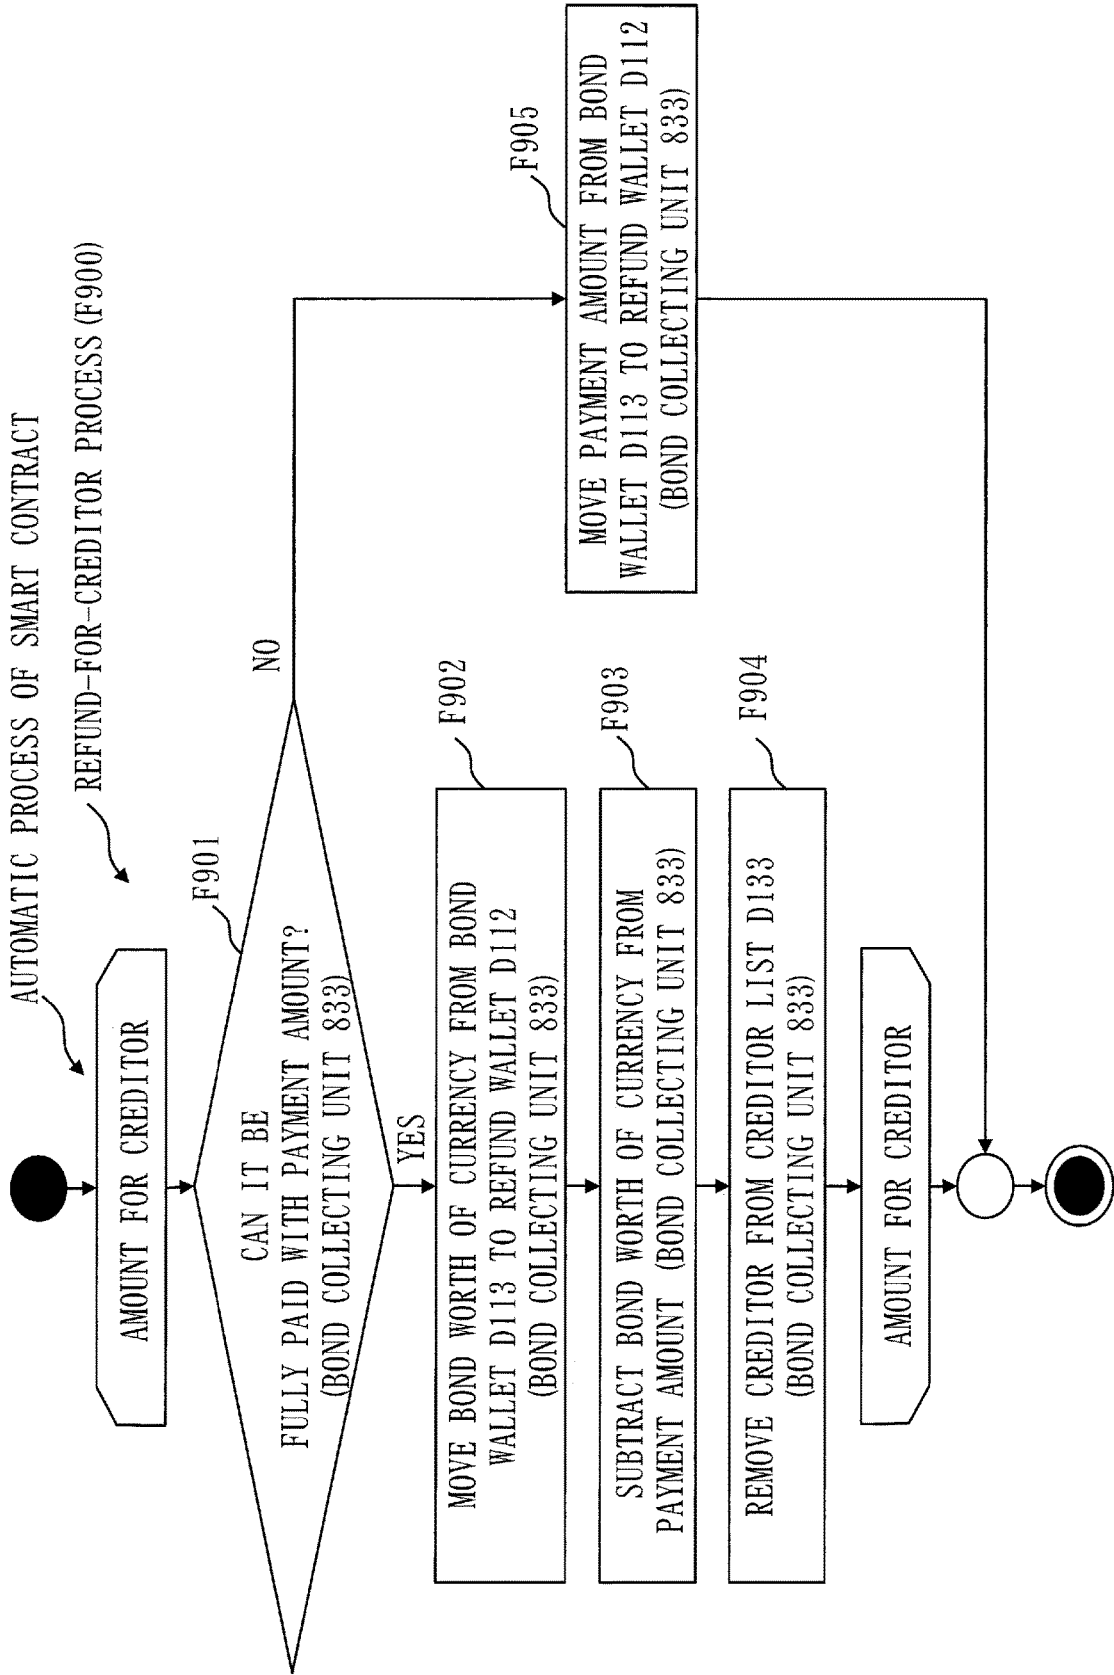 AUTOMATIC PROCESS OF SMART CONTRACT
REFUND-FOR-CREDITOR PROCESS (F900)
AMOUNT FOR CREDITOR
F901
CAN IT BE
FULLY PAID WITH PAYMENT AMOUNT?
(BOND COLLECTING UNIT 833)
NO
YES
F902
MOVE BOND WORTH OF CURRENCY FROM BOND
WALLET D113 TO REFUND WALLET D112
(BOND COLLECTING UNIT 833)
F903
SUBTRACT BOND WORTH OF CURRENCY FROM
PAYMENT AMOUNT (BOND COLLECTING UNIT 833)
F904
REMOVE CREDITOR FROM CREDITOR LIST D133
(BOND COLLECTING UNIT 833)
AMOUNT FOR CREDITOR
F905
MOVE PAYMENT AMOUNT FROM BOND
WALLET D113 TO REFUND WALLET D112
(BOND COLLECTING UNIT 833)